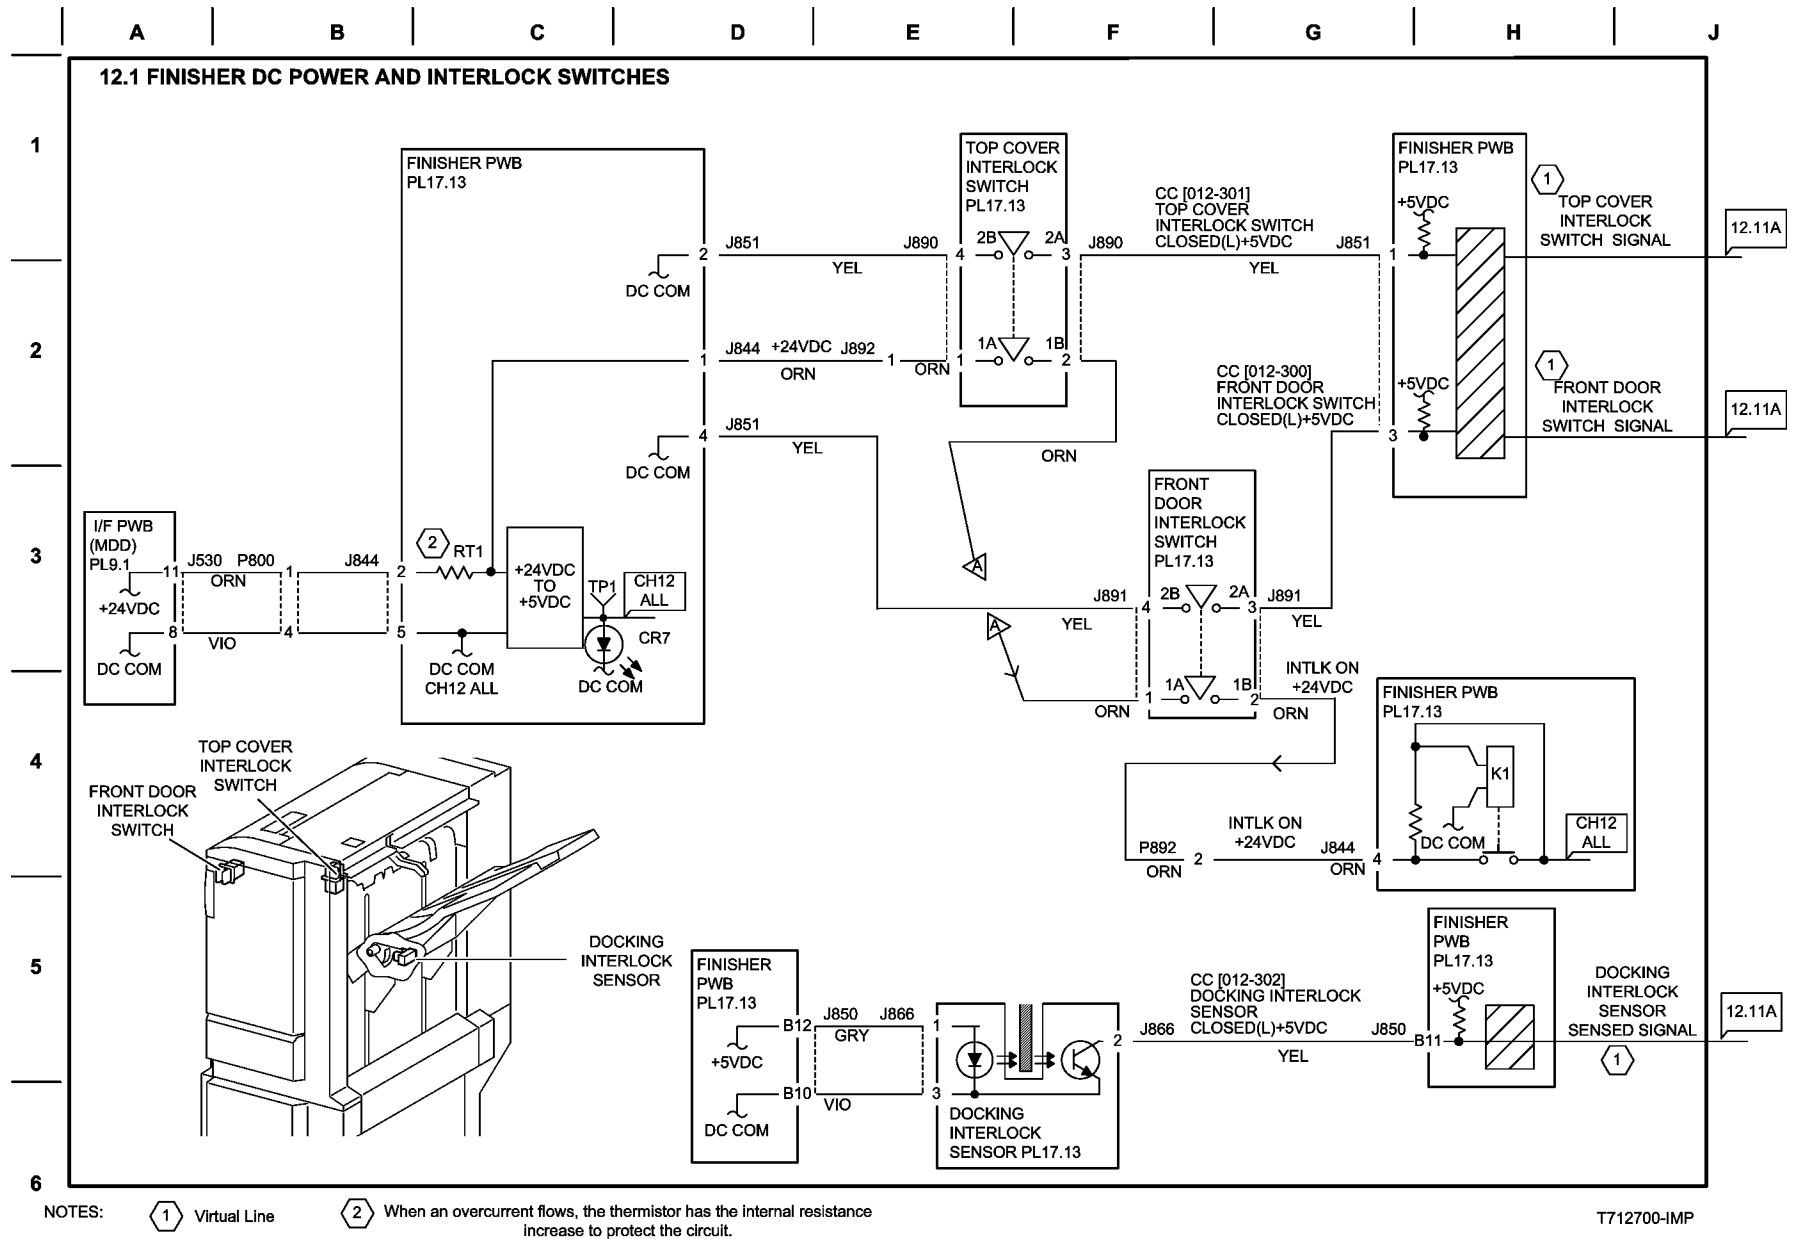 A B C D E F G H J
12.1 FINISHER DC POWER AND INTERLOCK SWITCHES
1
2
3
4
5
6
FINISHER PWB
PL17.13
2
J851
YEL
J890
4
DC COM
1
J844
+24VDC
J892
ORN
1
ORN
1
4
J851
YEL
DC COM
TOP COVER
INTERLOCK
SWITCH
PL17.13
2B
2A
3
1A
1B
2
J890
CC [012-301]
TOP COVER
INTERLOCK SWITCH
CLOSED(L)+5VDC
YEL
J851
1
FINISHER PWB
PL17.13
+5VDC
1
TOP COVER
INTERLOCK
SWITCH SIGNAL
12.11A
CC [012-300]
FRONT DOOR
INTERLOCK SWITCH
CLOSED(L)+5VDC
3
+5VDC
1
FRONT DOOR
INTERLOCK
SWITCH SIGNAL
12.11A
ORN
A
A
I/F PWB
(MDD)
PL9.1
11
+24VDC
8
DC COM
J530
P800
ORN
1
J844
2
VIO
4
5
2
RT1
+24VDC
TO
+5VDC
TP1
CH12
ALL
CR7
DC COM
DC COM
CH12 ALL
FRONT
DOOR
INTERLOCK
SWITCH
PL17.13
J891
4
2B
2A
3
J891
YEL
YEL
1
1A
1B
2
ORN
INTLK ON
+24VDC
ORN
FINISHER PWB
PL17.13
K1
DC COM
CH12
ALL
P892
2
ORN
INTLK ON
+24VDC
J844
4
ORN
TOP COVER
INTERLOCK
SWITCH
FRONT DOOR
INTERLOCK
SWITCH
DOCKING
INTERLOCK
SENSOR
FINISHER
PWB
PL17.13
B12
+5VDC
B10
DC COM
J850
J866
GRY
VIO
1
3
2
DOCKING
INTERLOCK
SENSOR PL17.13
J866
CC [012-302]
DOCKING INTERLOCK
SENSOR
CLOSED(L)+5VDC
YEL
J850
B11
FINISHER
PWB
PL17.13
+5VDC
DOCKING
INTERLOCK
SENSOR
SENSED SIGNAL
1
12.11A
NOTES:
1 Virtual Line
2 When an overcurrent flows, the thermistor has the internal resistance
increase to protect the circuit.
T712700-IMP